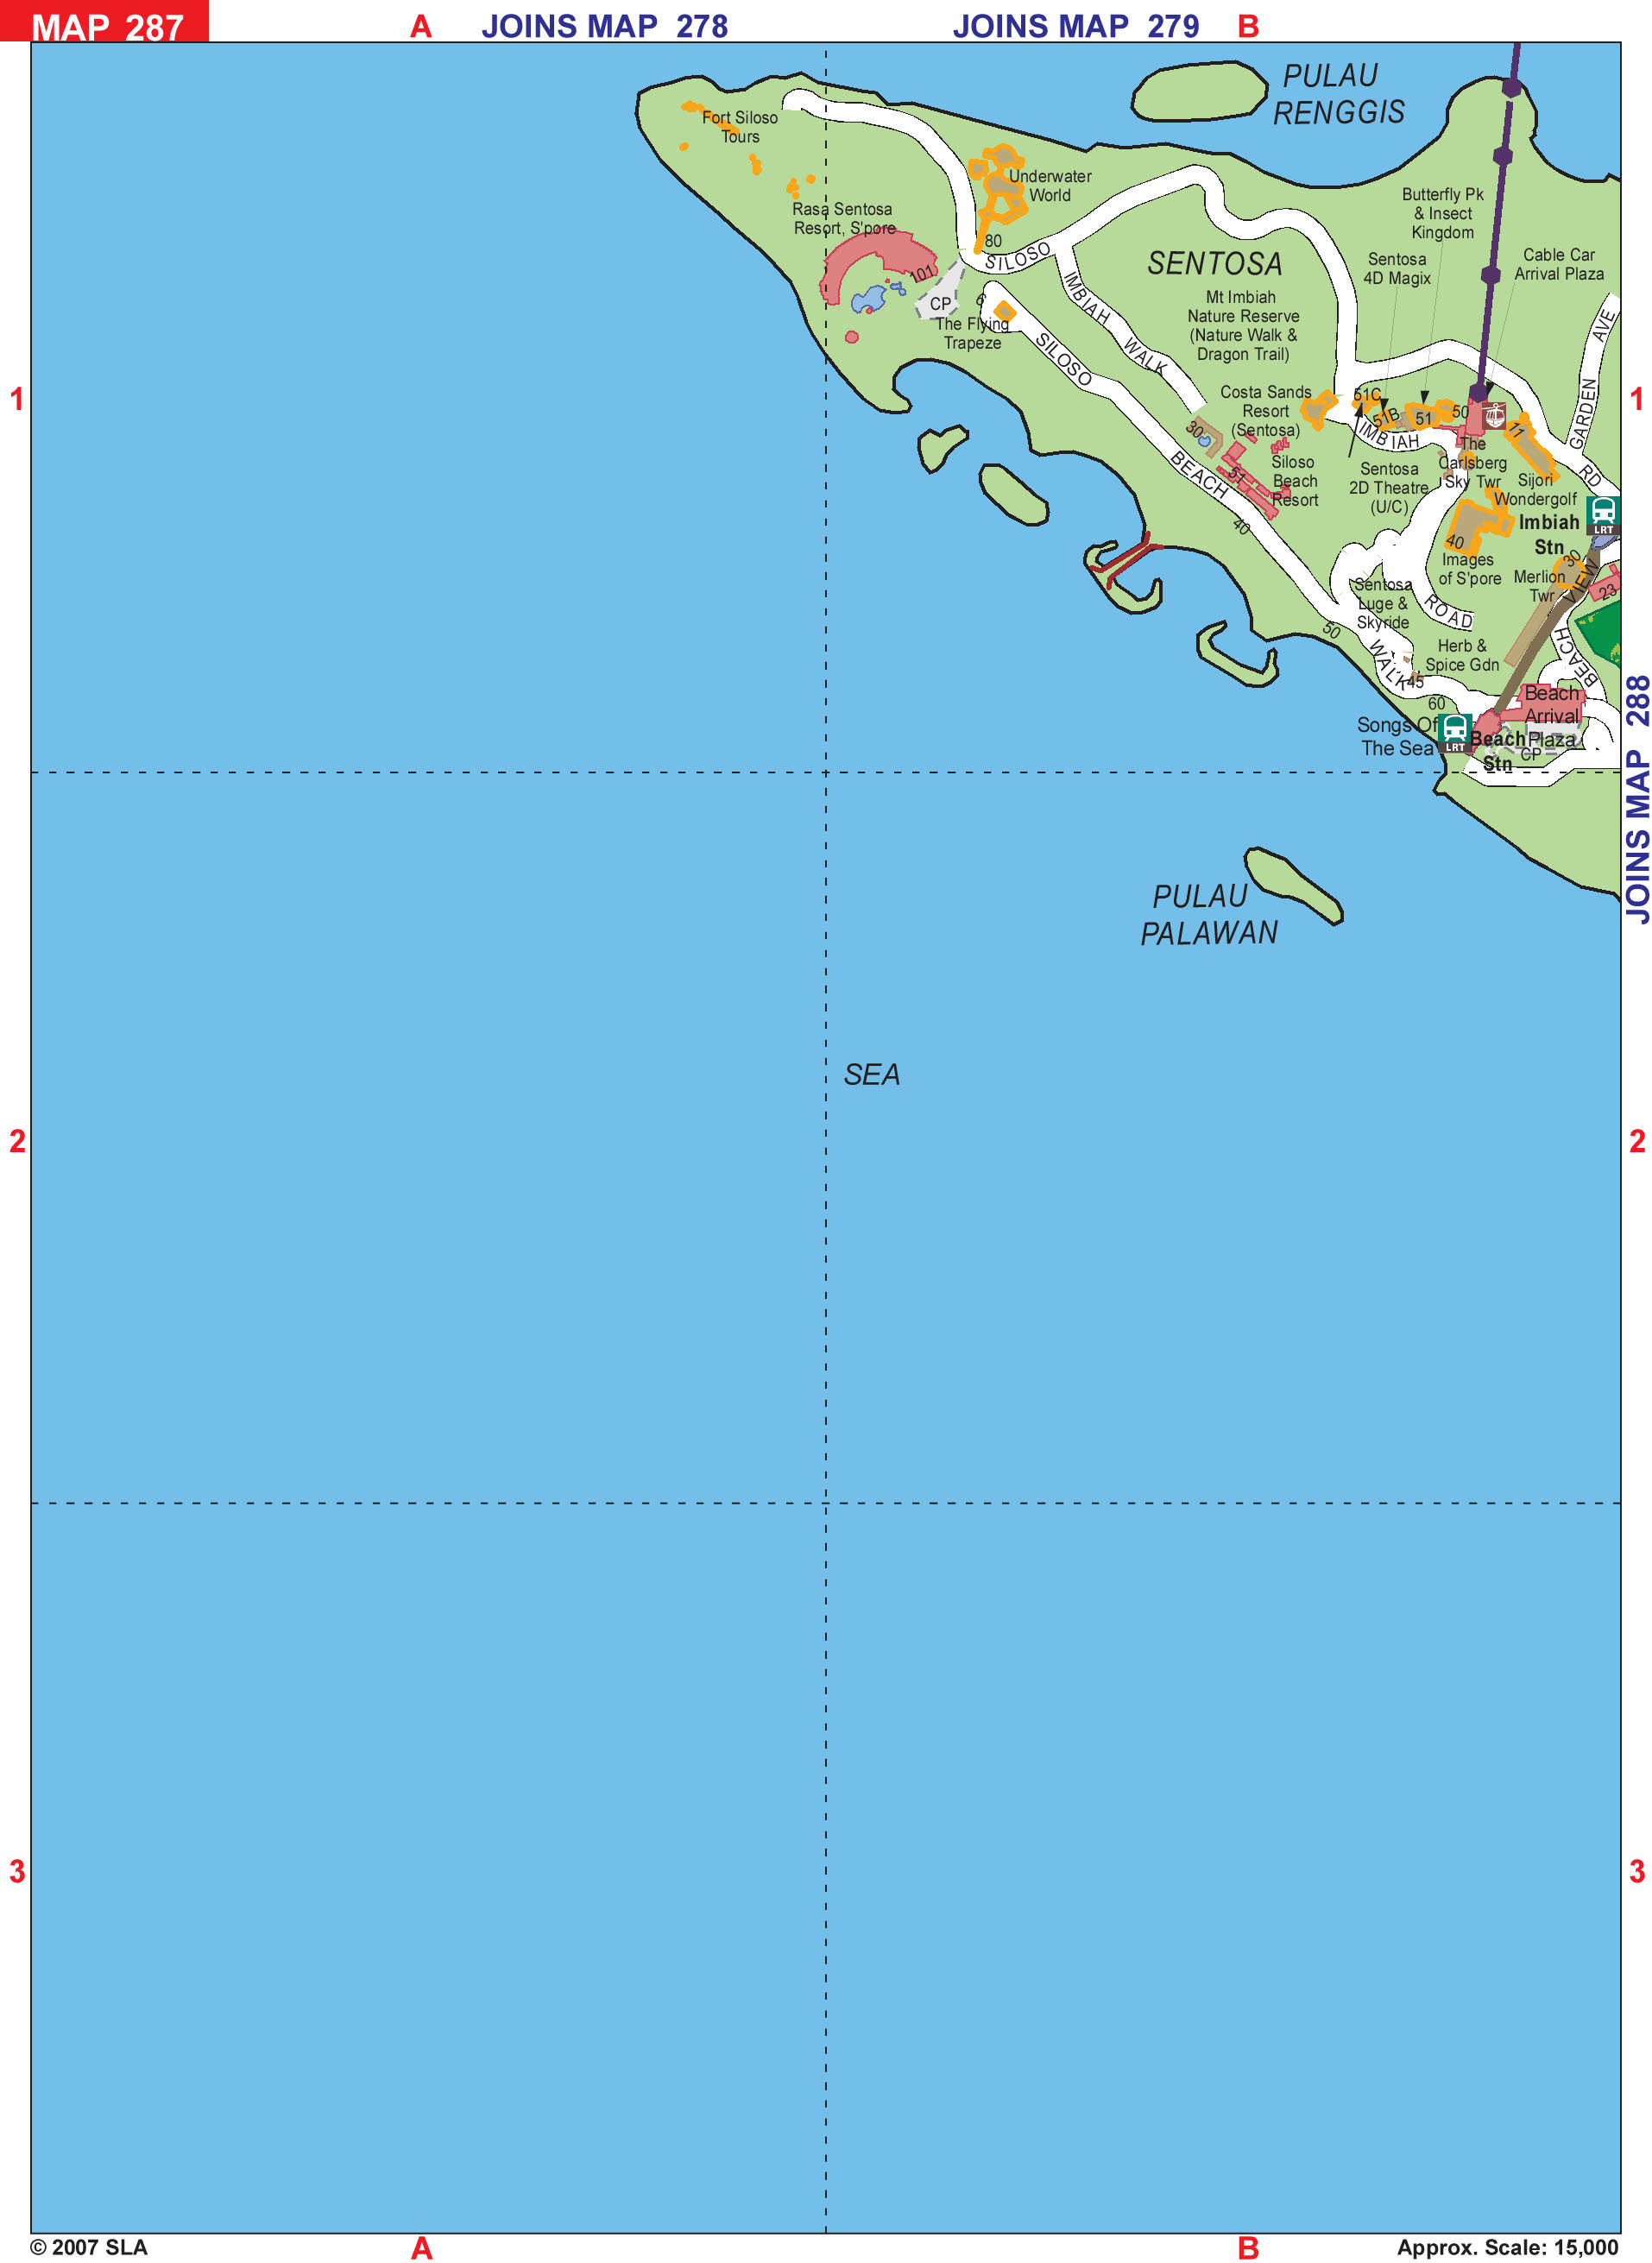 MAP 287
A
JOINS MAP 278
JOINS MAP 279
B
PULAU
RENGGIS
Fort Siloso
Tours
Underwater
World
Butterfly Pk
& Insect
Kingdom
Rasa Sentosa
Resort, S'pore
80
SILOSO
SENTOSA
Sentosa
4D Magix
Cable Car
Arrival Plaza
101
CP
6
The Flying
Trapeze
IMBIAH
WALK
Mt Imbiah
Nature Reserve
(Nature Walk &
Dragon Trail)
GARDEN
AVE
SILOSO
BEACH
WALK
1
1
Costa Sands
Resort
(Sentosa)
51C
51B
51
50
11
IMBIAH
ROAD
30
51
Siloso
Beach
Resort
40
Sentosa
2D Theatre
(U/C)
The
Carlsberg
Sky Twr
Sijori
Wondergolf
RD
Imbiah
Stn
LRT
40
Images
of S'pore
30
Merlion
Twr
VIEW
23
Sentosa
Luge &
Skyride
50
Herb &
Spice Gdn
BEACH
45
60
Songs Of
The Sea
LRT
Beach
Stn
Beach
Arrival
Plaza
CP
JOINS MAP 288
PULAU
PALAWAN
SEA
2
2
3
3
© 2007 SLA
A
B
Approx. Scale: 15,000